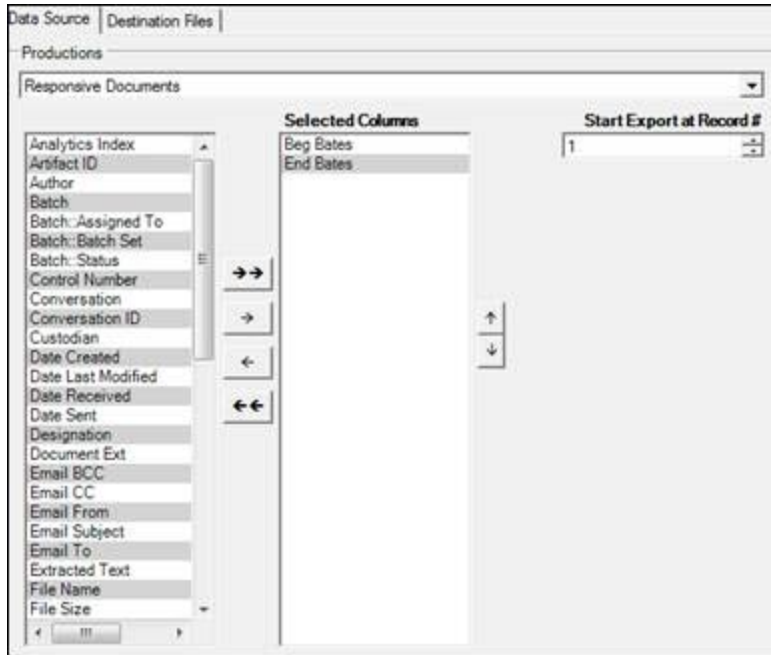 Data Source Destination Files
Productions
Responsive Documents
Selected Columns
Start Export at Record #
Analytics Index
Artifact ID
Author
Batch
Batch::Assigned To
Batch::Batch Set
Batch::Status
Control Number
Conversation
Conversation ID
Custodian
Date Created
Date Last Modified
Date Received
Date Sent
Designation
Document Ext
Email BCC
Email CC
Email From
Email Subject
Email To
Extracted Text
File Name
File Size
Beg Bates
End Bates
1